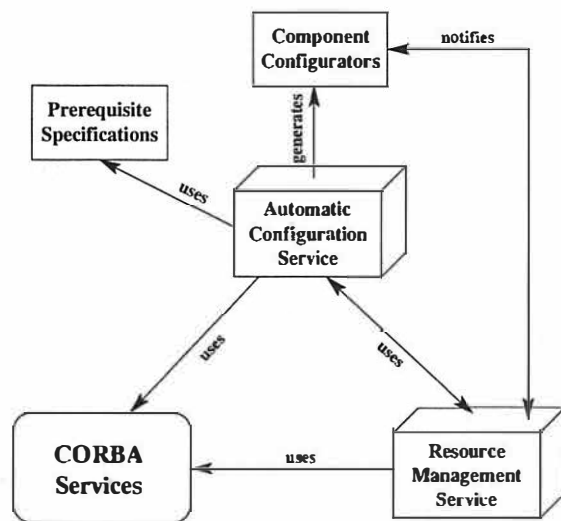 Component
Configurators
notifies
Prerequisite
Specifications
generates
uses
Automatic
Configuration
Service
uses
uses
CORBA
Services
uses
Resource
Management
Service